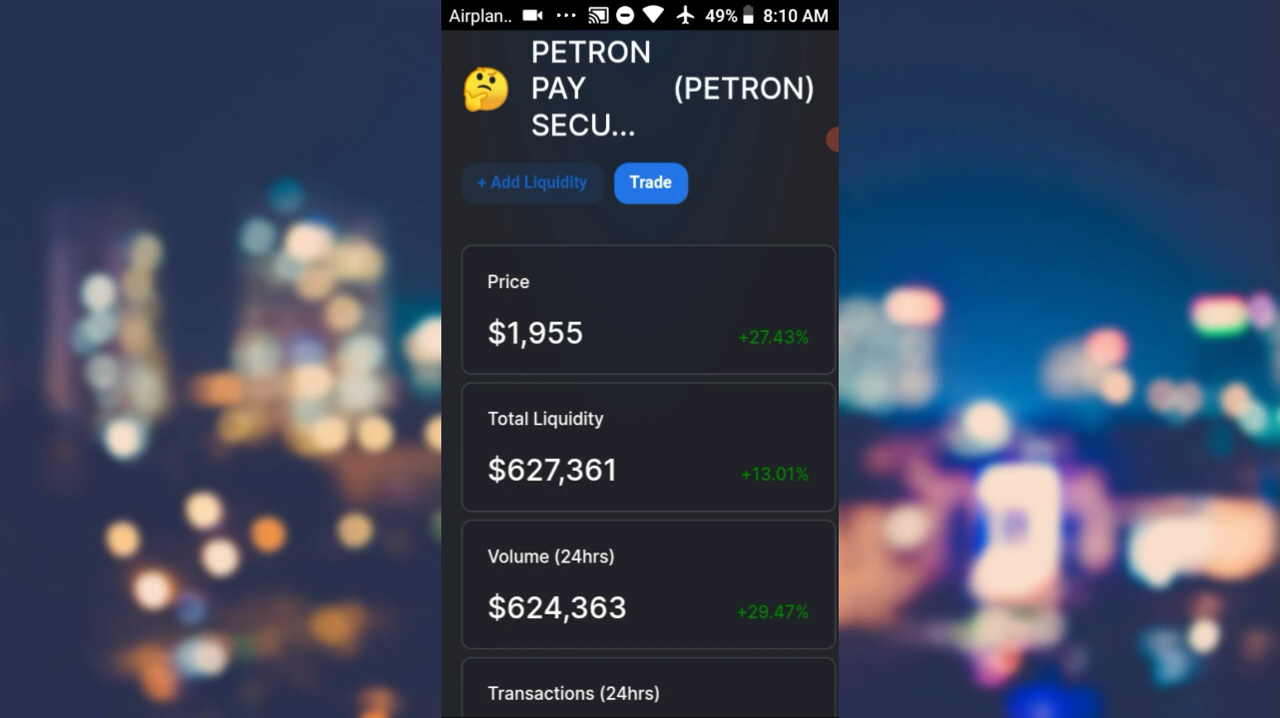 Airplan.. 49% 8:10 AM
PETRON
PAY (PETRON)
SECU...
+ Add Liquidity Trade
Price
$1,955 +27.43%
Total Liquidity
$627,361 +13.01%
Volume (24hrs)
$624,363 +29.47%
Transactions (24hrs)